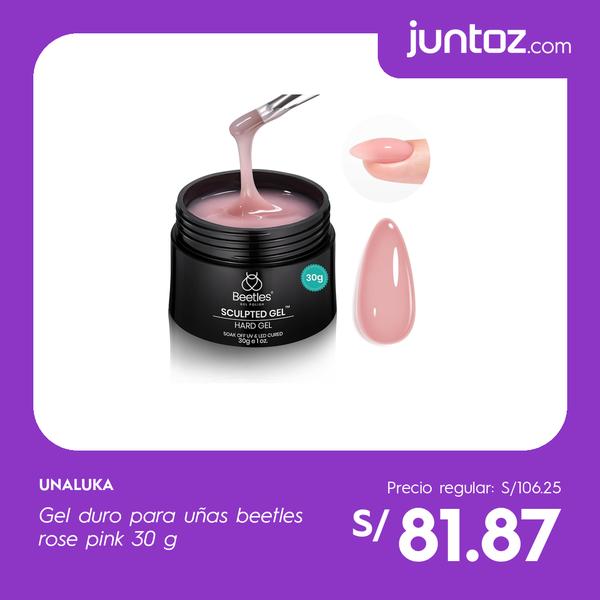 juntoz.com
30g
Beetles®
GEL POLISH
SCULPTED GEL™
HARD GEL
SOAK OFF UV & LED CURED
30g e 1 oz.
UNALUKA
Gel duro para uñas beetles
rose pink 30 g
Precio regular: S/106.25
S/ 81.87